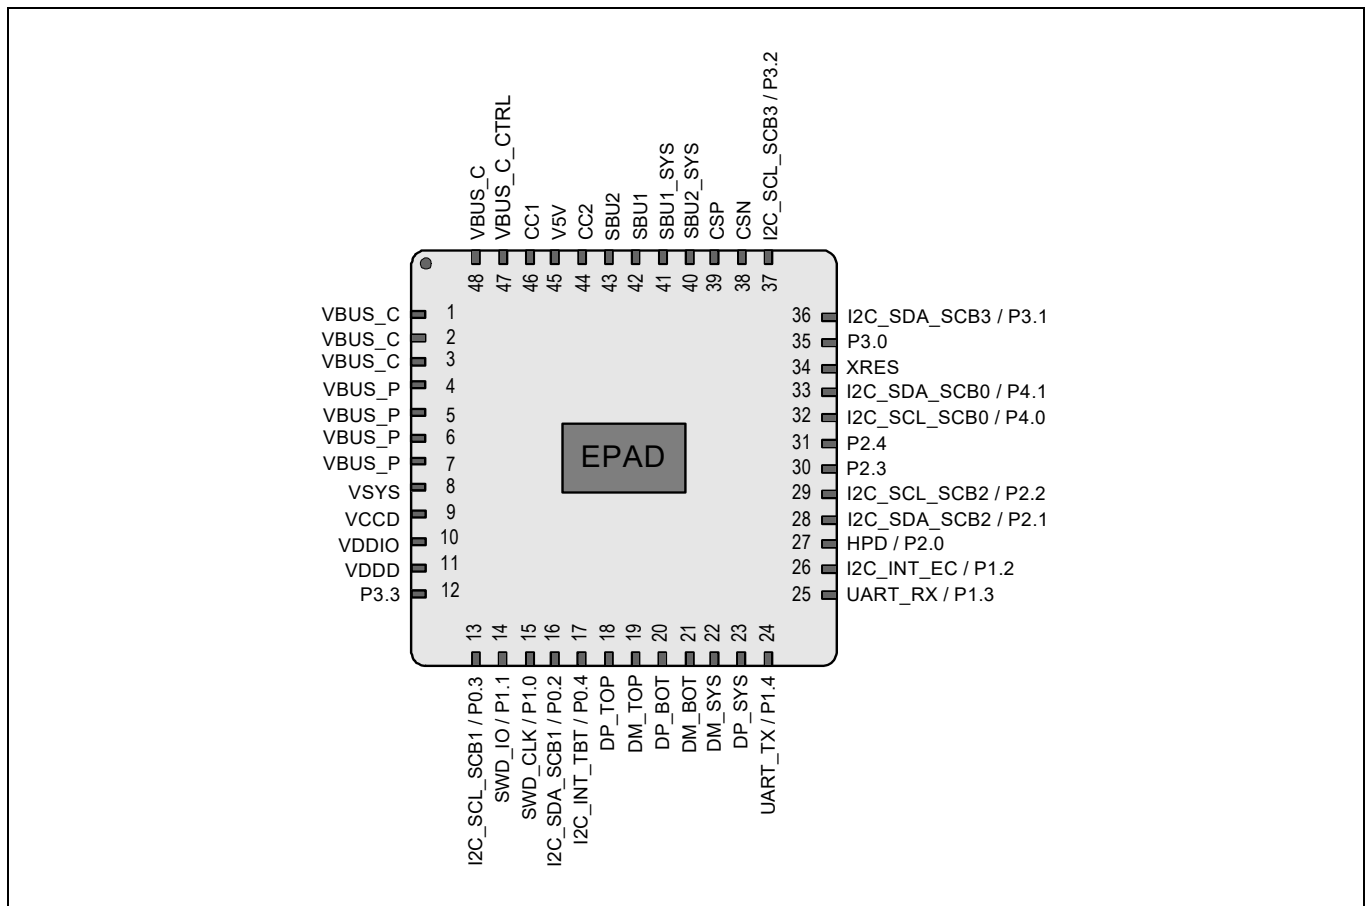 VBUS_C
VBUS_C_CTRL
CC1
V5V
CC2
SBU2
SBU1
SBU1_SYS
SBU2_SYS
CSP
CSN
I2C_SCL_SCB3 / P3.2
48
47
46
45
44
43
42
41
40
39
38
37
VBUS_C 1
VBUS_C 2
VBUS_C 3
VBUS_P 4
VBUS_P 5
VBUS_P 6
VBUS_P 7
VSYS 8
VCCD 9
VDDIO 10
VDDD 11
P3.3 12
EPAD
36 I2C_SDA_SCB3 / P3.1
35 P3.0
34 XRES
33 I2C_SDA_SCB0 / P4.1
32 I2C_SCL_SCB0 / P4.0
31 P2.4
30 P2.3
29 I2C_SCL_SCB2 / P2.2
28 I2C_SDA_SCB2 / P2.1
27 HPD / P2.0
26 I2C_INT_EC / P1.2
25 UART_RX / P1.3
13
14
15
16
17
18
19
20
21
22
23
24
I2C_SCL_SCB1 / P0.3
SWD_IO / P1.1
SWD_CLK / P1.0
I2C_SDA_SCB1 / P0.2
I2C_INT_TBT / P0.4
DP_TOP
DM_TOP
DP_BOT
DM_BOT
DM_SYS
DP_SYS
UART_TX / P1.4